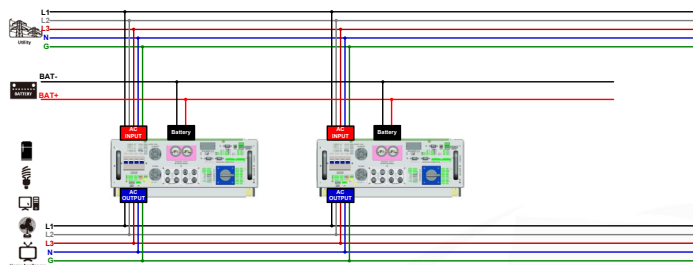 L1
L2
L3
N
G
Utility
BAT-
BATTERY
BAT+
AC
INPUT
Battery
AC
INPUT
Battery
AC
OUTPUT
AC
OUTPUT
L1
L2
L3
N
G